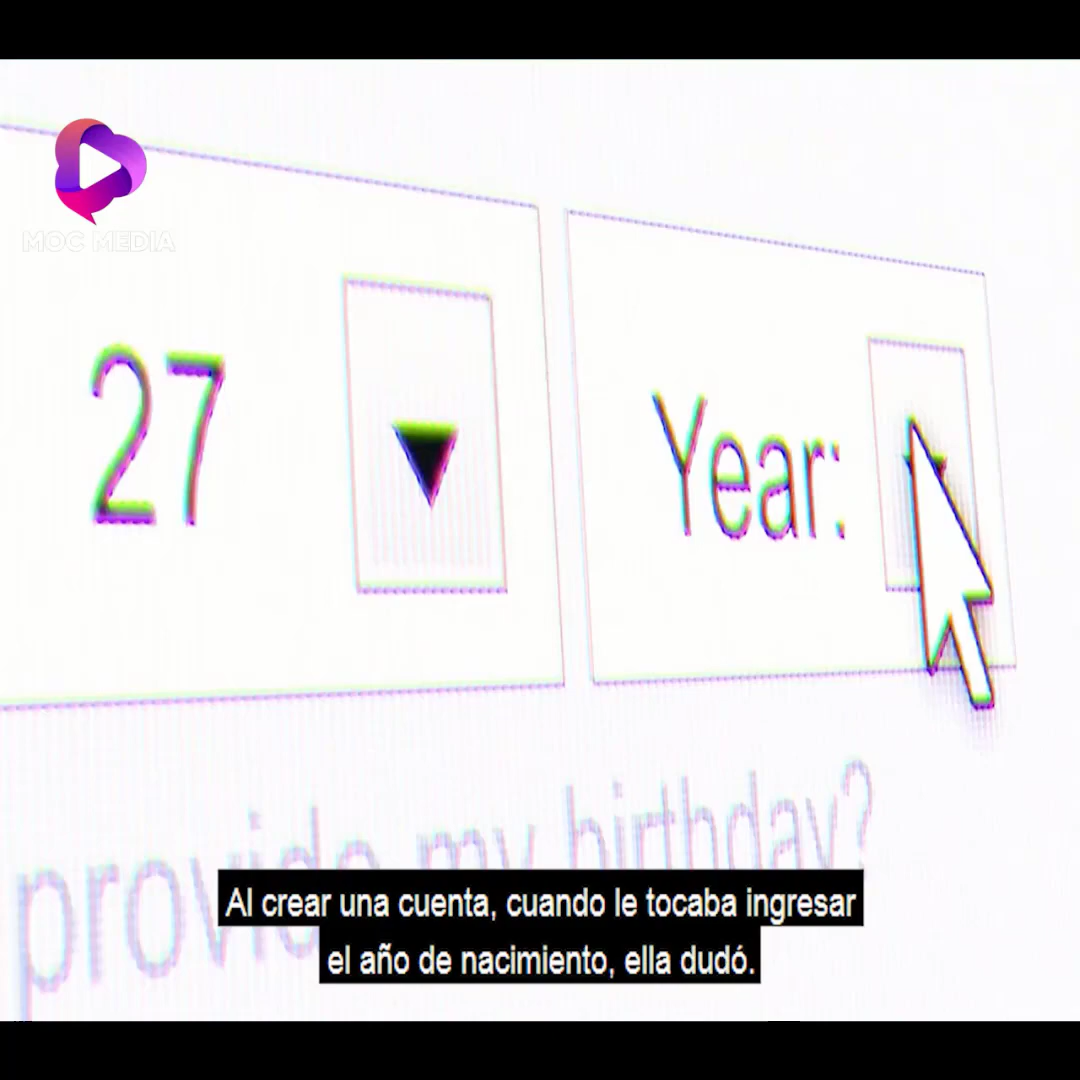 MOC MEDIA
27
Year:
provide my birthday?
Al crear una cuenta, cuando le tocaba ingresar
el año de nacimiento, ella dudó.